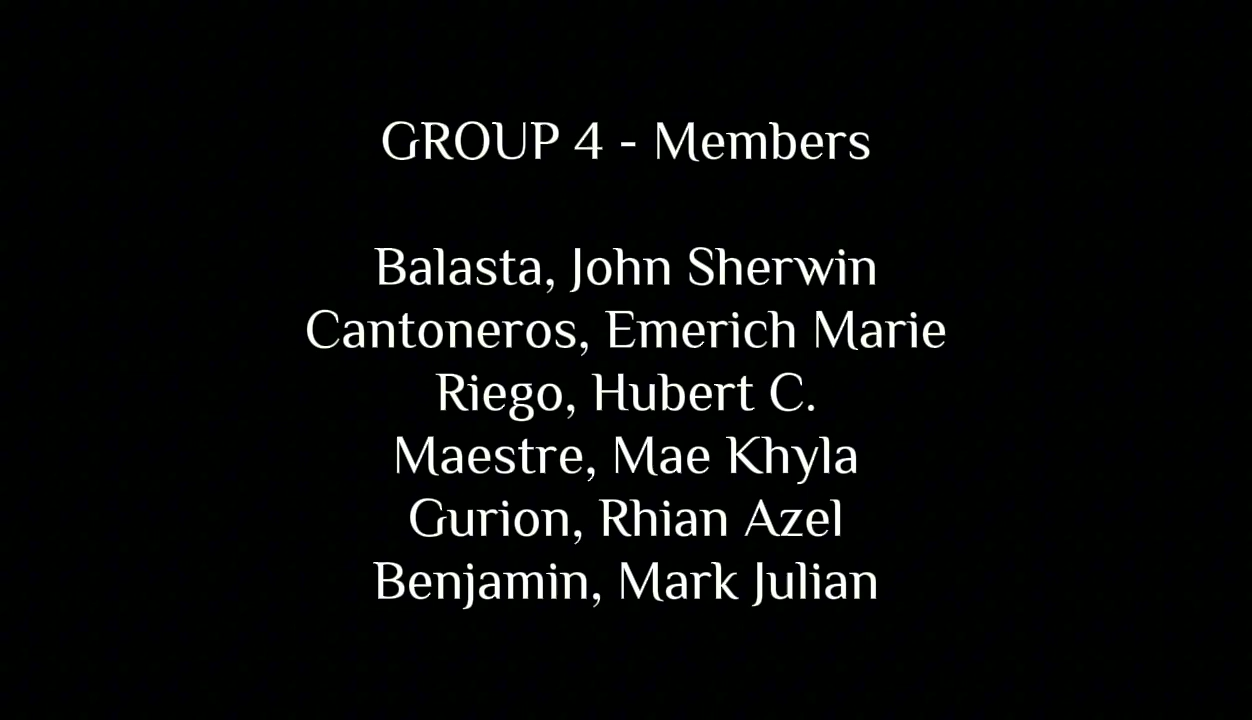 GROUP 4 - Members
Balasta, John Sherwin
Cantoneros, Emerich Marie
Riego, Hubert C.
Maestre, Mae Khyla
Gurion, Rhian Azel
Benjamin, Mark Julian